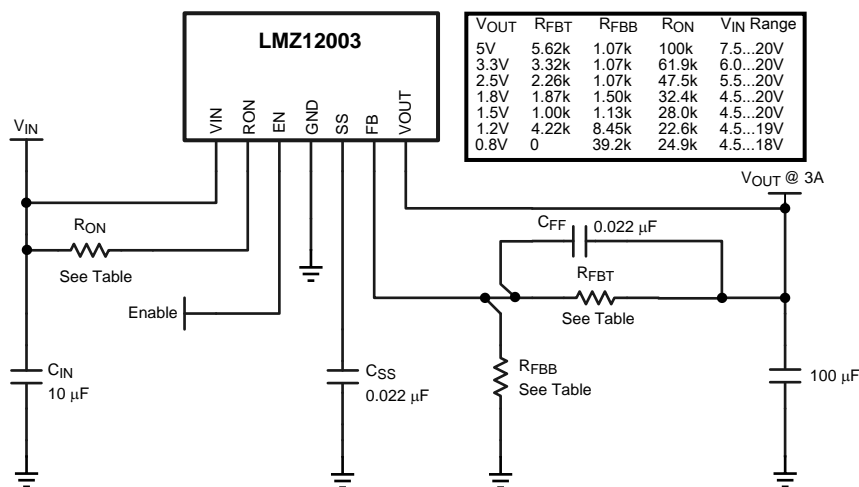 LMZ12003
VIN
RON
EN
GND
SS
FB
VOUT
VOUT RFBT RFBB RON VIN Range
5V 5.62k 1.07k 100k 7.5...20V
3.3V 3.32k 1.07k 61.9k 6.0...20V
2.5V 2.26k 1.07k 47.5k 5.5...20V
1.8V 1.87k 1.50k 32.4k 4.5...20V
1.5V 1.00k 1.13k 28.0k 4.5...20V
1.2V 4.22k 8.45k 22.6k 4.5...19V
0.8V 0 39.2k 24.9k 4.5...18V
VIN
VOUT @ 3A
RON
See Table
CFF 0.022 μF
RFBT
See Table
Enable
CIN
10 μF
CSS
0.022 μF
RFBB
See Table
100 μF